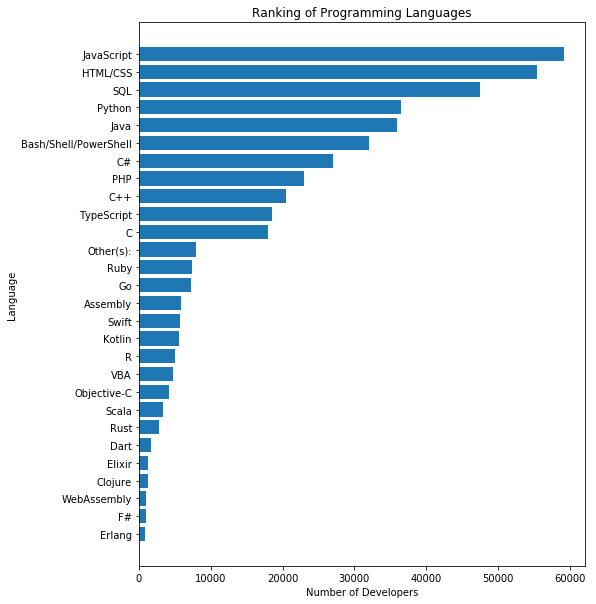 Ranking of Programming Languages
JavaScript
HTML/CSS
SQL
Python
Java
Bash/Shell/PowerShell
C#
PHP
C++
TypeScript
C
Other(s):
Ruby
Go
Assembly
Swift
Kotlin
R
VBA
Objective-C
Scala
Rust
Dart
Elixir
Clojure
WebAssembly
F#
Erlang
Language
0 10000 20000 30000 40000 50000 60000
Number of Developers